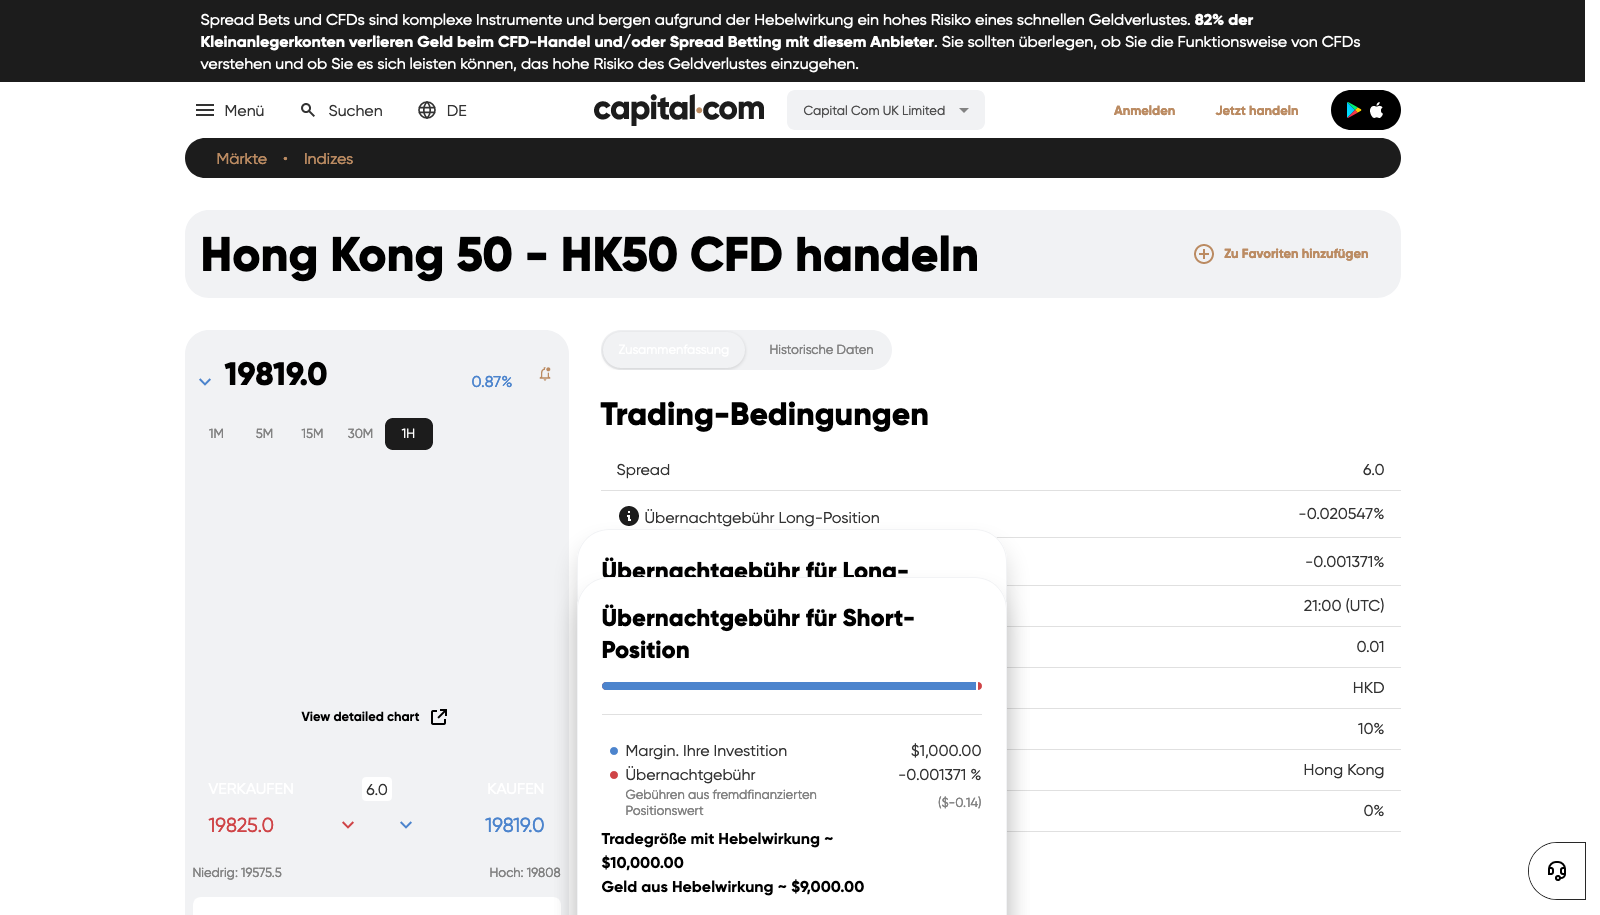 Spread Bets und CFDs sind komplexe Instrumente und bergen aufgrund der Hebelwirkung ein hohes Risiko eines schnellen Geldverlustes. 82% der
Kleinanlegerkonten verlieren Geld beim CFD-Handel und/oder Spread Betting mit diesem Anbieter. Sie sollten überlegen, ob Sie die Funktionsweise von CFDs
verstehen und ob Sie es sich leisten können, das hohe Risiko des Geldverlustes einzugehen.
Menü Suchen DE capital.com Capital Com UK Limited Anmelden Jetzt handeln
Märkte • Indizes
Hong Kong 50 - HK50 CFD handeln Zu Favoriten hinzufügen
19819.0 0.87%
1M 5M 15M 30M 1H
View detailed chart
VERKAUFEN 6.0 KAUFEN
19825.0 19819.0
Niedrig: 19575.5 Hoch: 19808
Zusammenfassung Historische Daten
Trading-Bedingungen
Spread 6.0
Übernachtgebühr Long-Position -0.020547%
-0.001371%
21:00 (UTC)
0.01
HKD
10%
Hong Kong
0%
Übernachtgebühr für Long-
Übernachtgebühr für Short-
Position
Margin. Ihre Investition $1,000.00
Übernachtgebühr -0.001371 %
Gebühren aus fremdfinanzierten
Positionswert ($-0.14)
Tradegröße mit Hebelwirkung ~
$10,000.00
Geld aus Hebelwirkung ~ $9,000.00